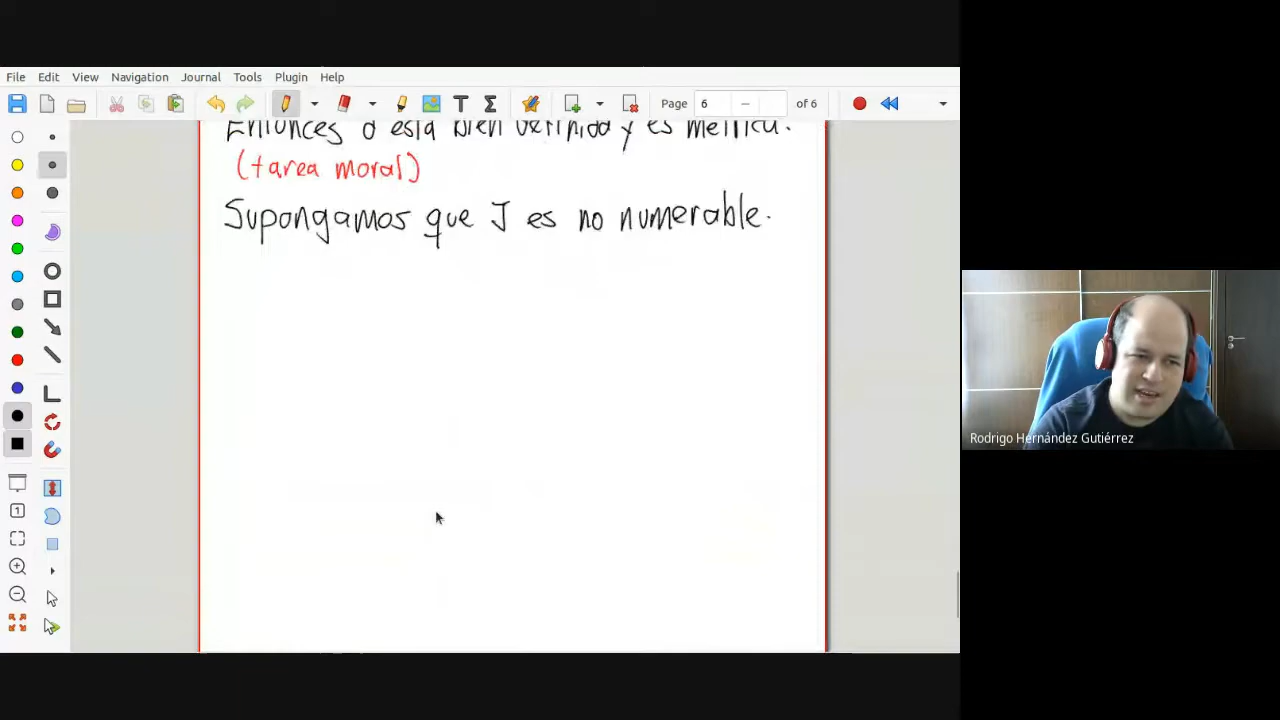 File Edit View Navigation Journal Tools Plugin Help
Page 6 of 6
Entonces d está bien definida y es métrica.
(tarea moral)
Supongamos que J es no numerable.
Rodrigo Hernández Gutiérrez